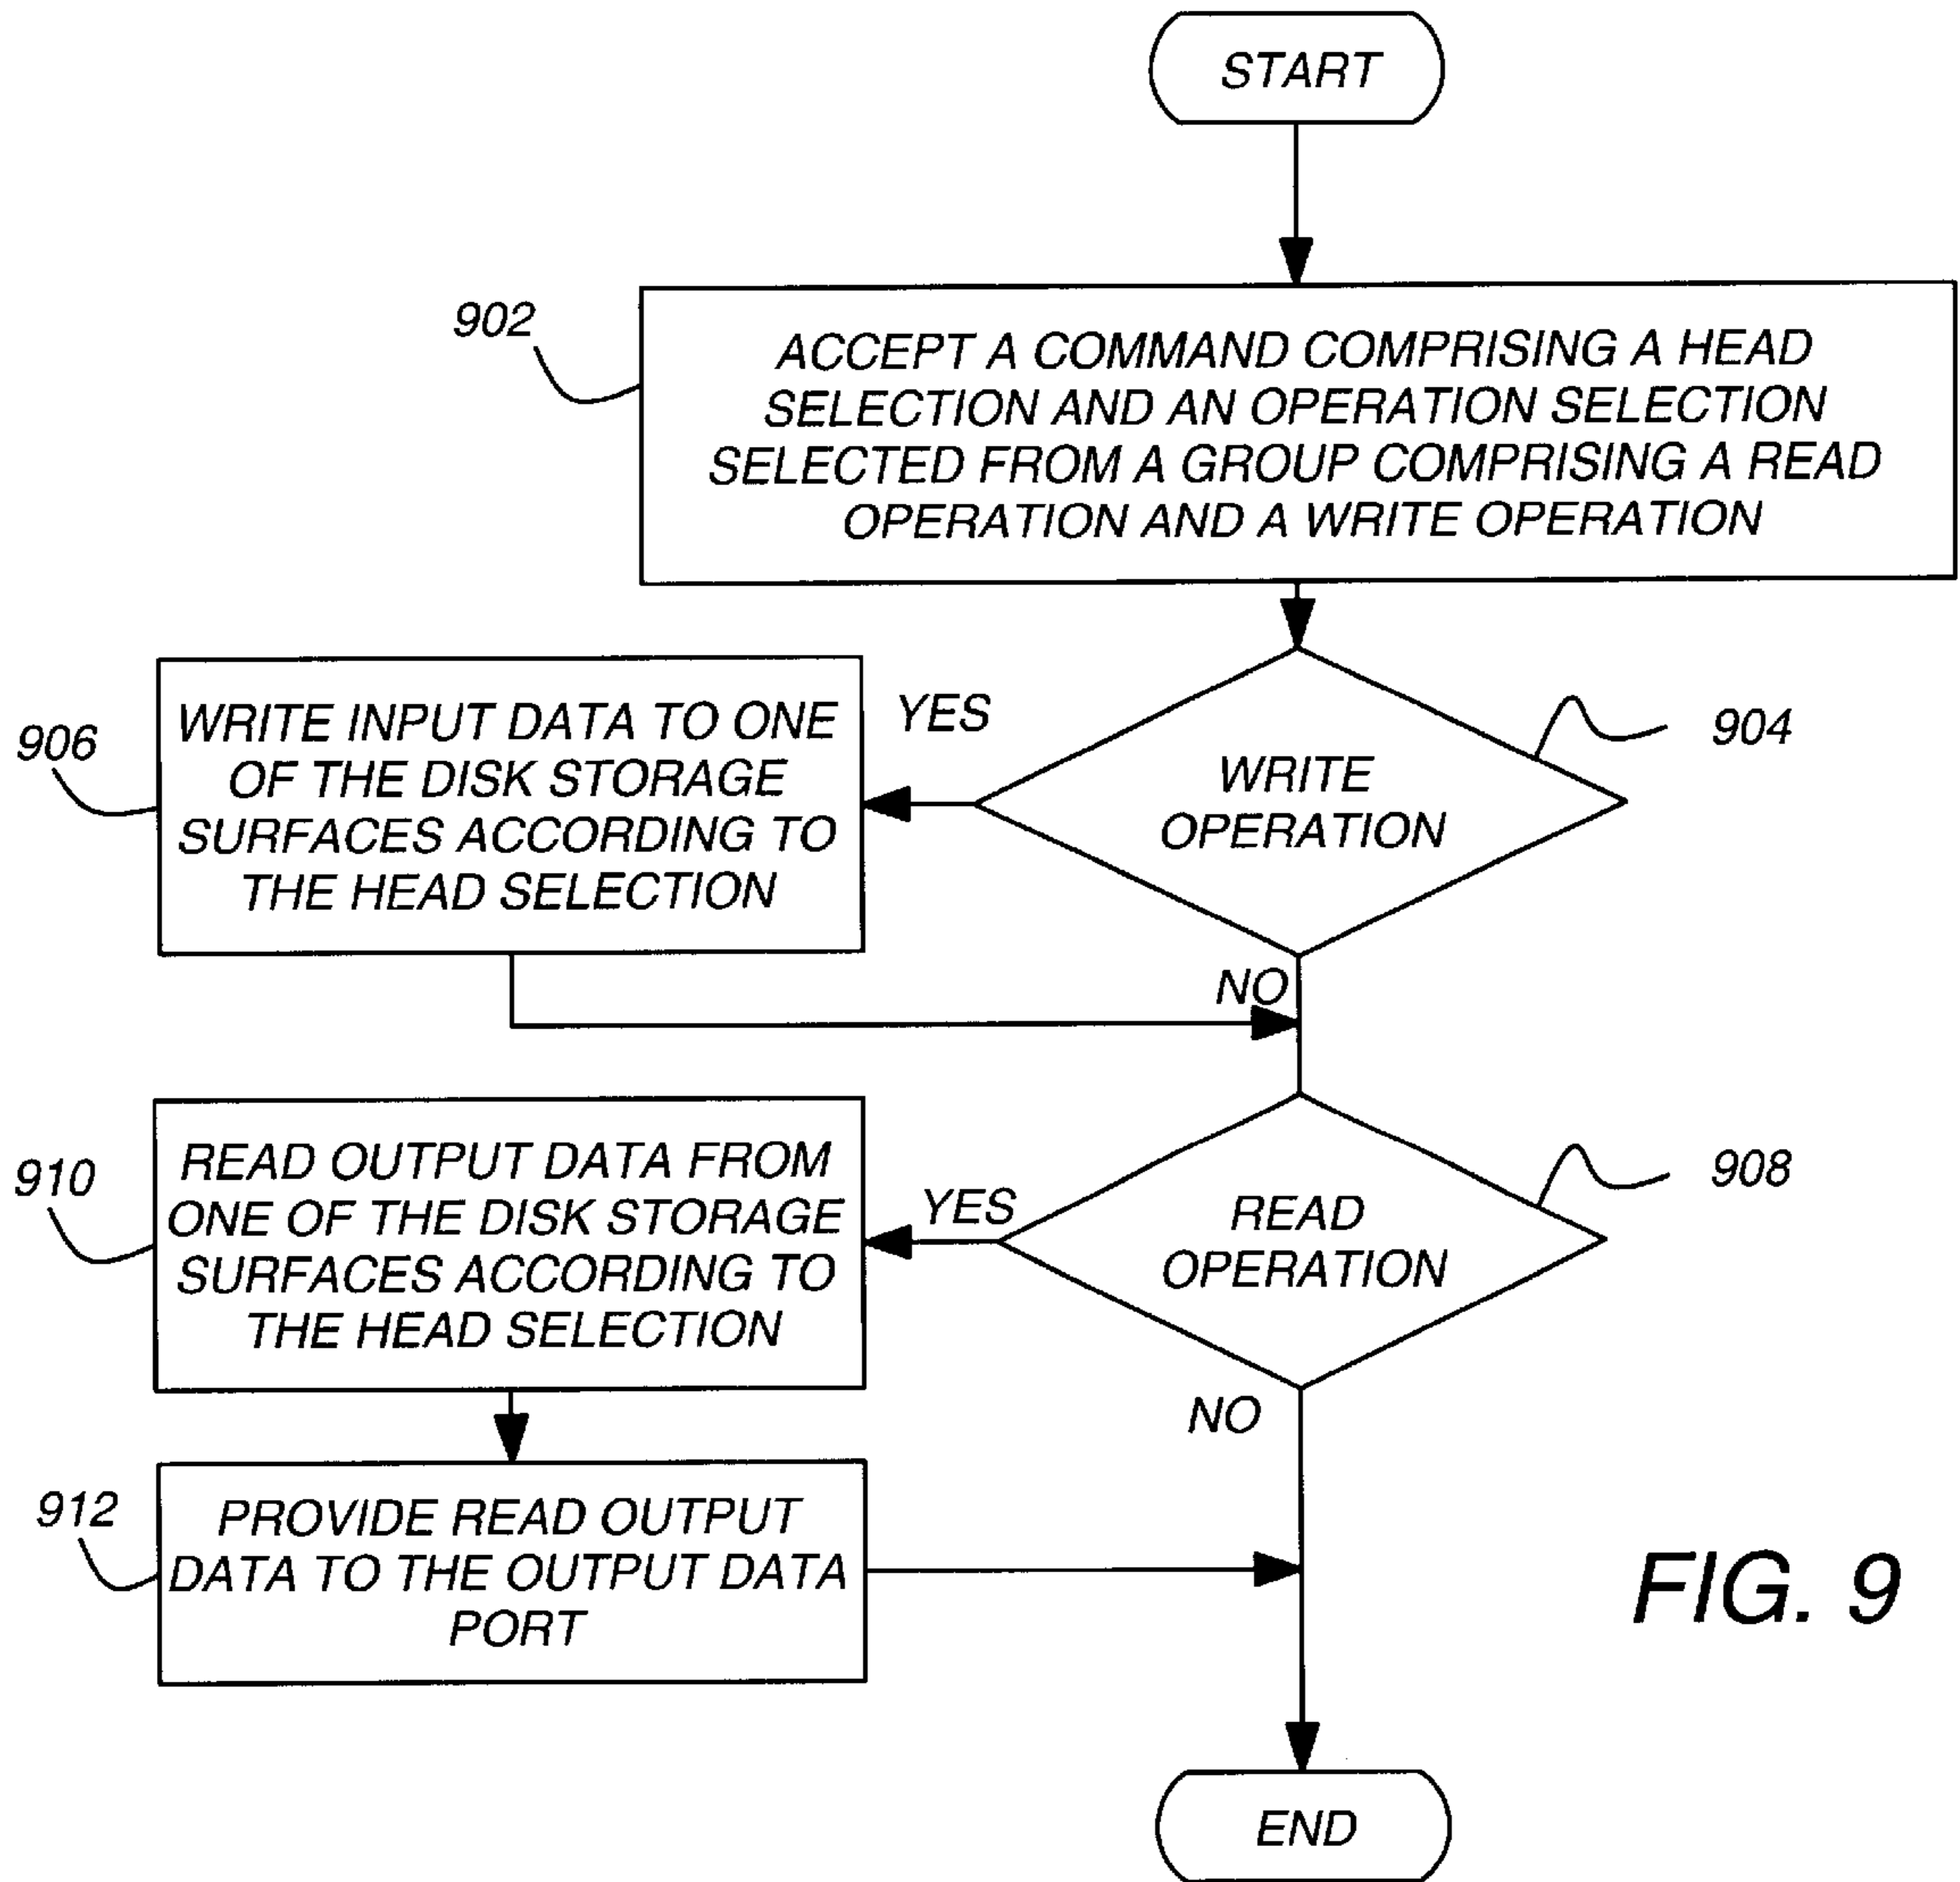 START
902
ACCEPT A COMMAND COMPRISING A HEAD
SELECTION AND AN OPERATION SELECTION
SELECTED FROM A GROUP COMPRISING A READ
OPERATION AND A WRITE OPERATION
906
WRITE INPUT DATA TO ONE
OF THE DISK STORAGE
SURFACES ACCORDING TO
THE HEAD SELECTION
YES
WRITE
OPERATION
904
NO
910
READ OUTPUT DATA FROM
ONE OF THE DISK STORAGE
SURFACES ACCORDING TO
THE HEAD SELECTION
YES
READ
OPERATION
908
NO
912
PROVIDE READ OUTPUT
DATA TO THE OUTPUT DATA
PORT
FIG. 9
END